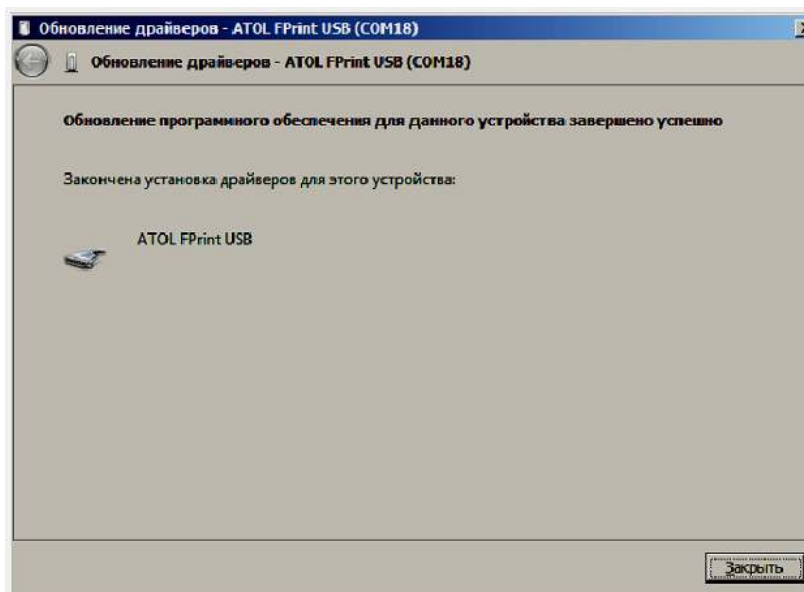 Обновление драйверов - ATOL FPrint USB (COM18)
Обновление драйверов - ATOL FPrint USB (COM18)
Обновление программного обеспечения для данного устройства завершено успешно
Закончена установка драйверов для этого устройства:
ATOL FPrint USB
Закрыть